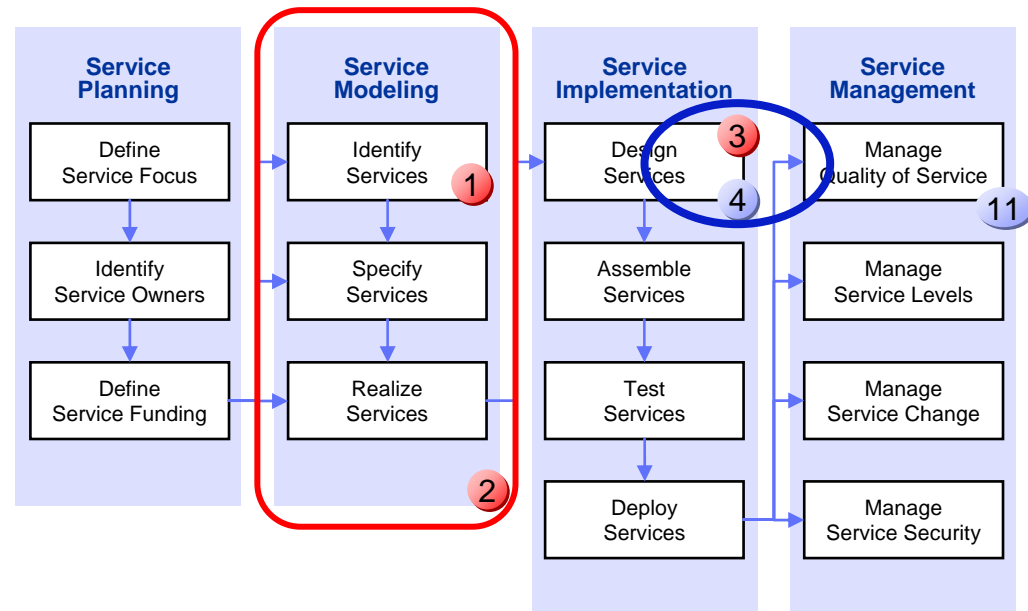 Service
Planning
Define
Service Focus
Identify
Service Owners
Define
Service Funding
Service
Modeling
Identify
Services
1
Specify
Services
Realize
Services
2
Service
Implementation
Design
Services
3
4
Assemble
Services
Test
Services
Deploy
Services
Service
Management
Manage
Quality of Service
11
Manage
Service Levels
Manage
Service Change
Manage
Service Security